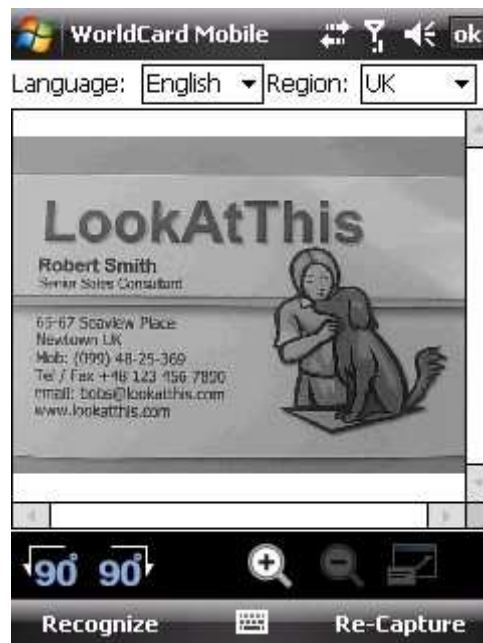 WorldCard Mobile ok
Language: English Region: UK
LookAtThis
Robert Smith
Senior Sales Consultant
65-67 Seaview Place
Newtown UK
Mob: (099) 48-25-369
Tel / Fax +48 123 456 7890
email: bobs@lookatthis.com
www.lookatthis.com
90° 90°
Recognize Re-Capture